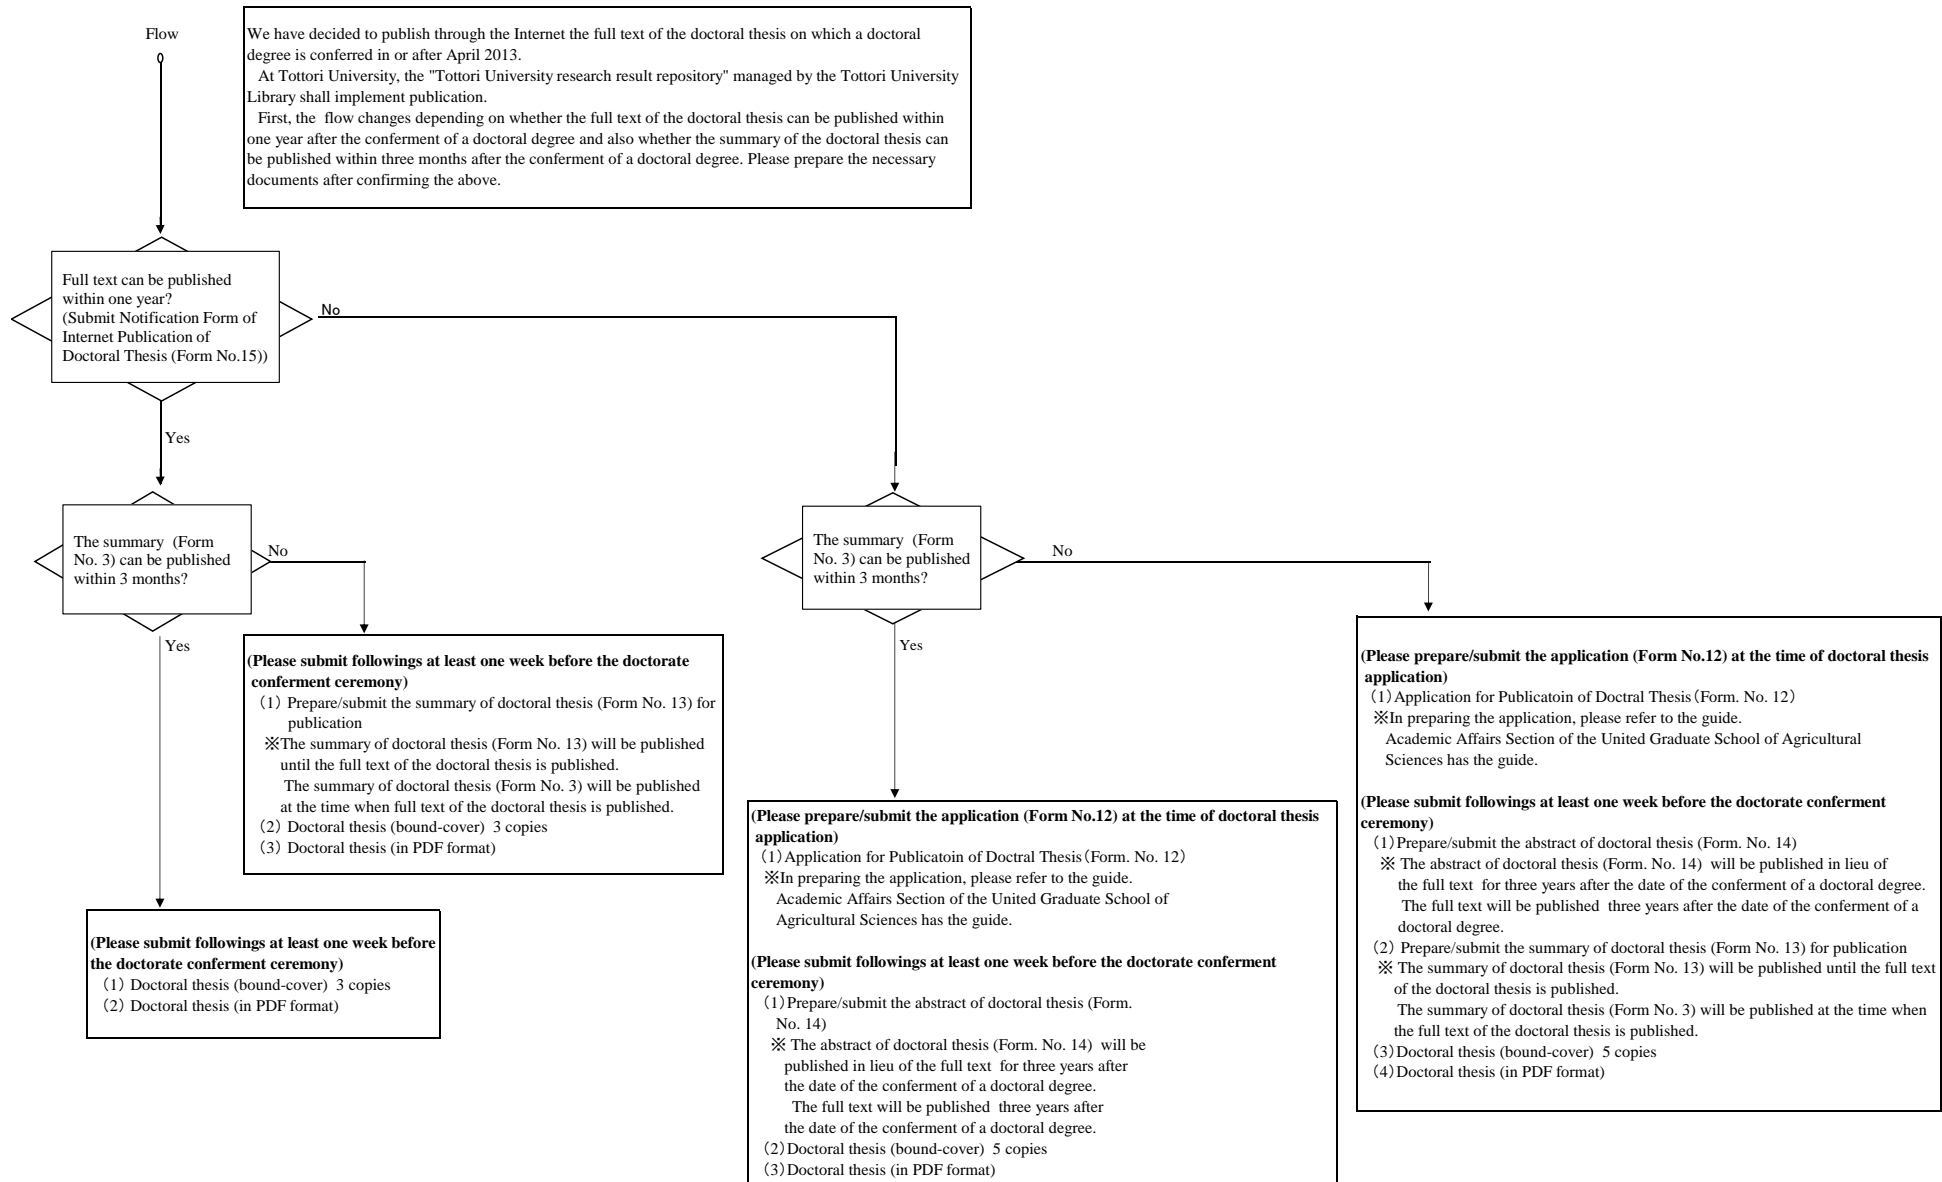 Flow
We have decided to publish through the Internet the full text of the doctoral thesis on which a doctoral
degree is conferred in or after April 2013.
At Tottori University, the "Tottori University research result repository" managed by the Tottori University
Library shall implement publication.
First, the flow changes depending on whether the full text of the doctoral thesis can be published within
one year after the conferment of a doctoral degree and also whether the summary of the doctoral thesis can
be published within three months after the conferment of a doctoral degree. Please prepare the necessary
documents after confirming the above.
Full text can be published
within one year?
(Submit Notification Form of
Internet Publication of
Doctoral Thesis (Form No.15))
No
Yes
The summary (Form
No. 3) can be published
within 3 months?
No
Yes
(Please submit followings at least one week before the doctorate
conferment ceremony)
（1）Prepare/submit the summary of doctoral thesis (Form No. 13) for
publication
※The summary of doctoral thesis (Form No. 13) will be published
until the full text of the doctoral thesis is published.
The summary of doctoral thesis (Form No. 3) will be published
at the time when full text of the doctoral thesis is published.
（2）Doctoral thesis (bound-cover) 3 copies
（3）Doctoral thesis (in PDF format)
(Please submit followings at least one week before
the doctorate conferment ceremony)
（1）Doctoral thesis (bound-cover) 3 copies
（2）Doctoral thesis (in PDF format)
The summary (Form
No. 3) can be published
within 3 months?
No
Yes
(Please prepare/submit the application (Form No.12) at the time of doctoral thesis
application)
（1）Application for Publicatoin of Doctral Thesis（Form. No. 12）
※In preparing the application, please refer to the guide.
Academic Affairs Section of the United Graduate School of
Agricultural Sciences has the guide.
(Please submit followings at least one week before the doctorate conferment
ceremony)
（1）Prepare/submit the abstract of doctoral thesis (Form.
No. 14)
※ The abstract of doctoral thesis (Form. No. 14) will be
published in lieu of the full text for three years after
the date of the conferment of a doctoral degree.
The full text will be published three years after
the date of the conferment of a doctoral degree.
（2）Doctoral thesis (bound-cover) 5 copies
（3）Doctoral thesis (in PDF format)
(Please prepare/submit the application (Form No.12) at the time of doctoral thesis
application)
（1）Application for Publicatoin of Doctral Thesis（Form. No. 12）
※In preparing the application, please refer to the guide.
Academic Affairs Section of the United Graduate School of Agricultural
Sciences has the guide.
(Please submit followings at least one week before the doctorate conferment
ceremony)
（1）Prepare/submit the abstract of doctoral thesis (Form. No. 14)
※ The abstract of doctoral thesis (Form. No. 14) will be published in lieu of
the full text for three years after the date of the conferment of a doctoral degree.
The full text will be published three years after the date of the conferment of a
doctoral degree.
（2）Prepare/submit the summary of doctoral thesis (Form No. 13) for publication
※ The summary of doctoral thesis (Form No. 13) will be published until the full text
of the doctoral thesis is published.
The summary of doctoral thesis (Form No. 3) will be published at the time when
the full text of the doctoral thesis is published.
（3）Doctoral thesis (bound-cover) 5 copies
（4）Doctoral thesis (in PDF format)